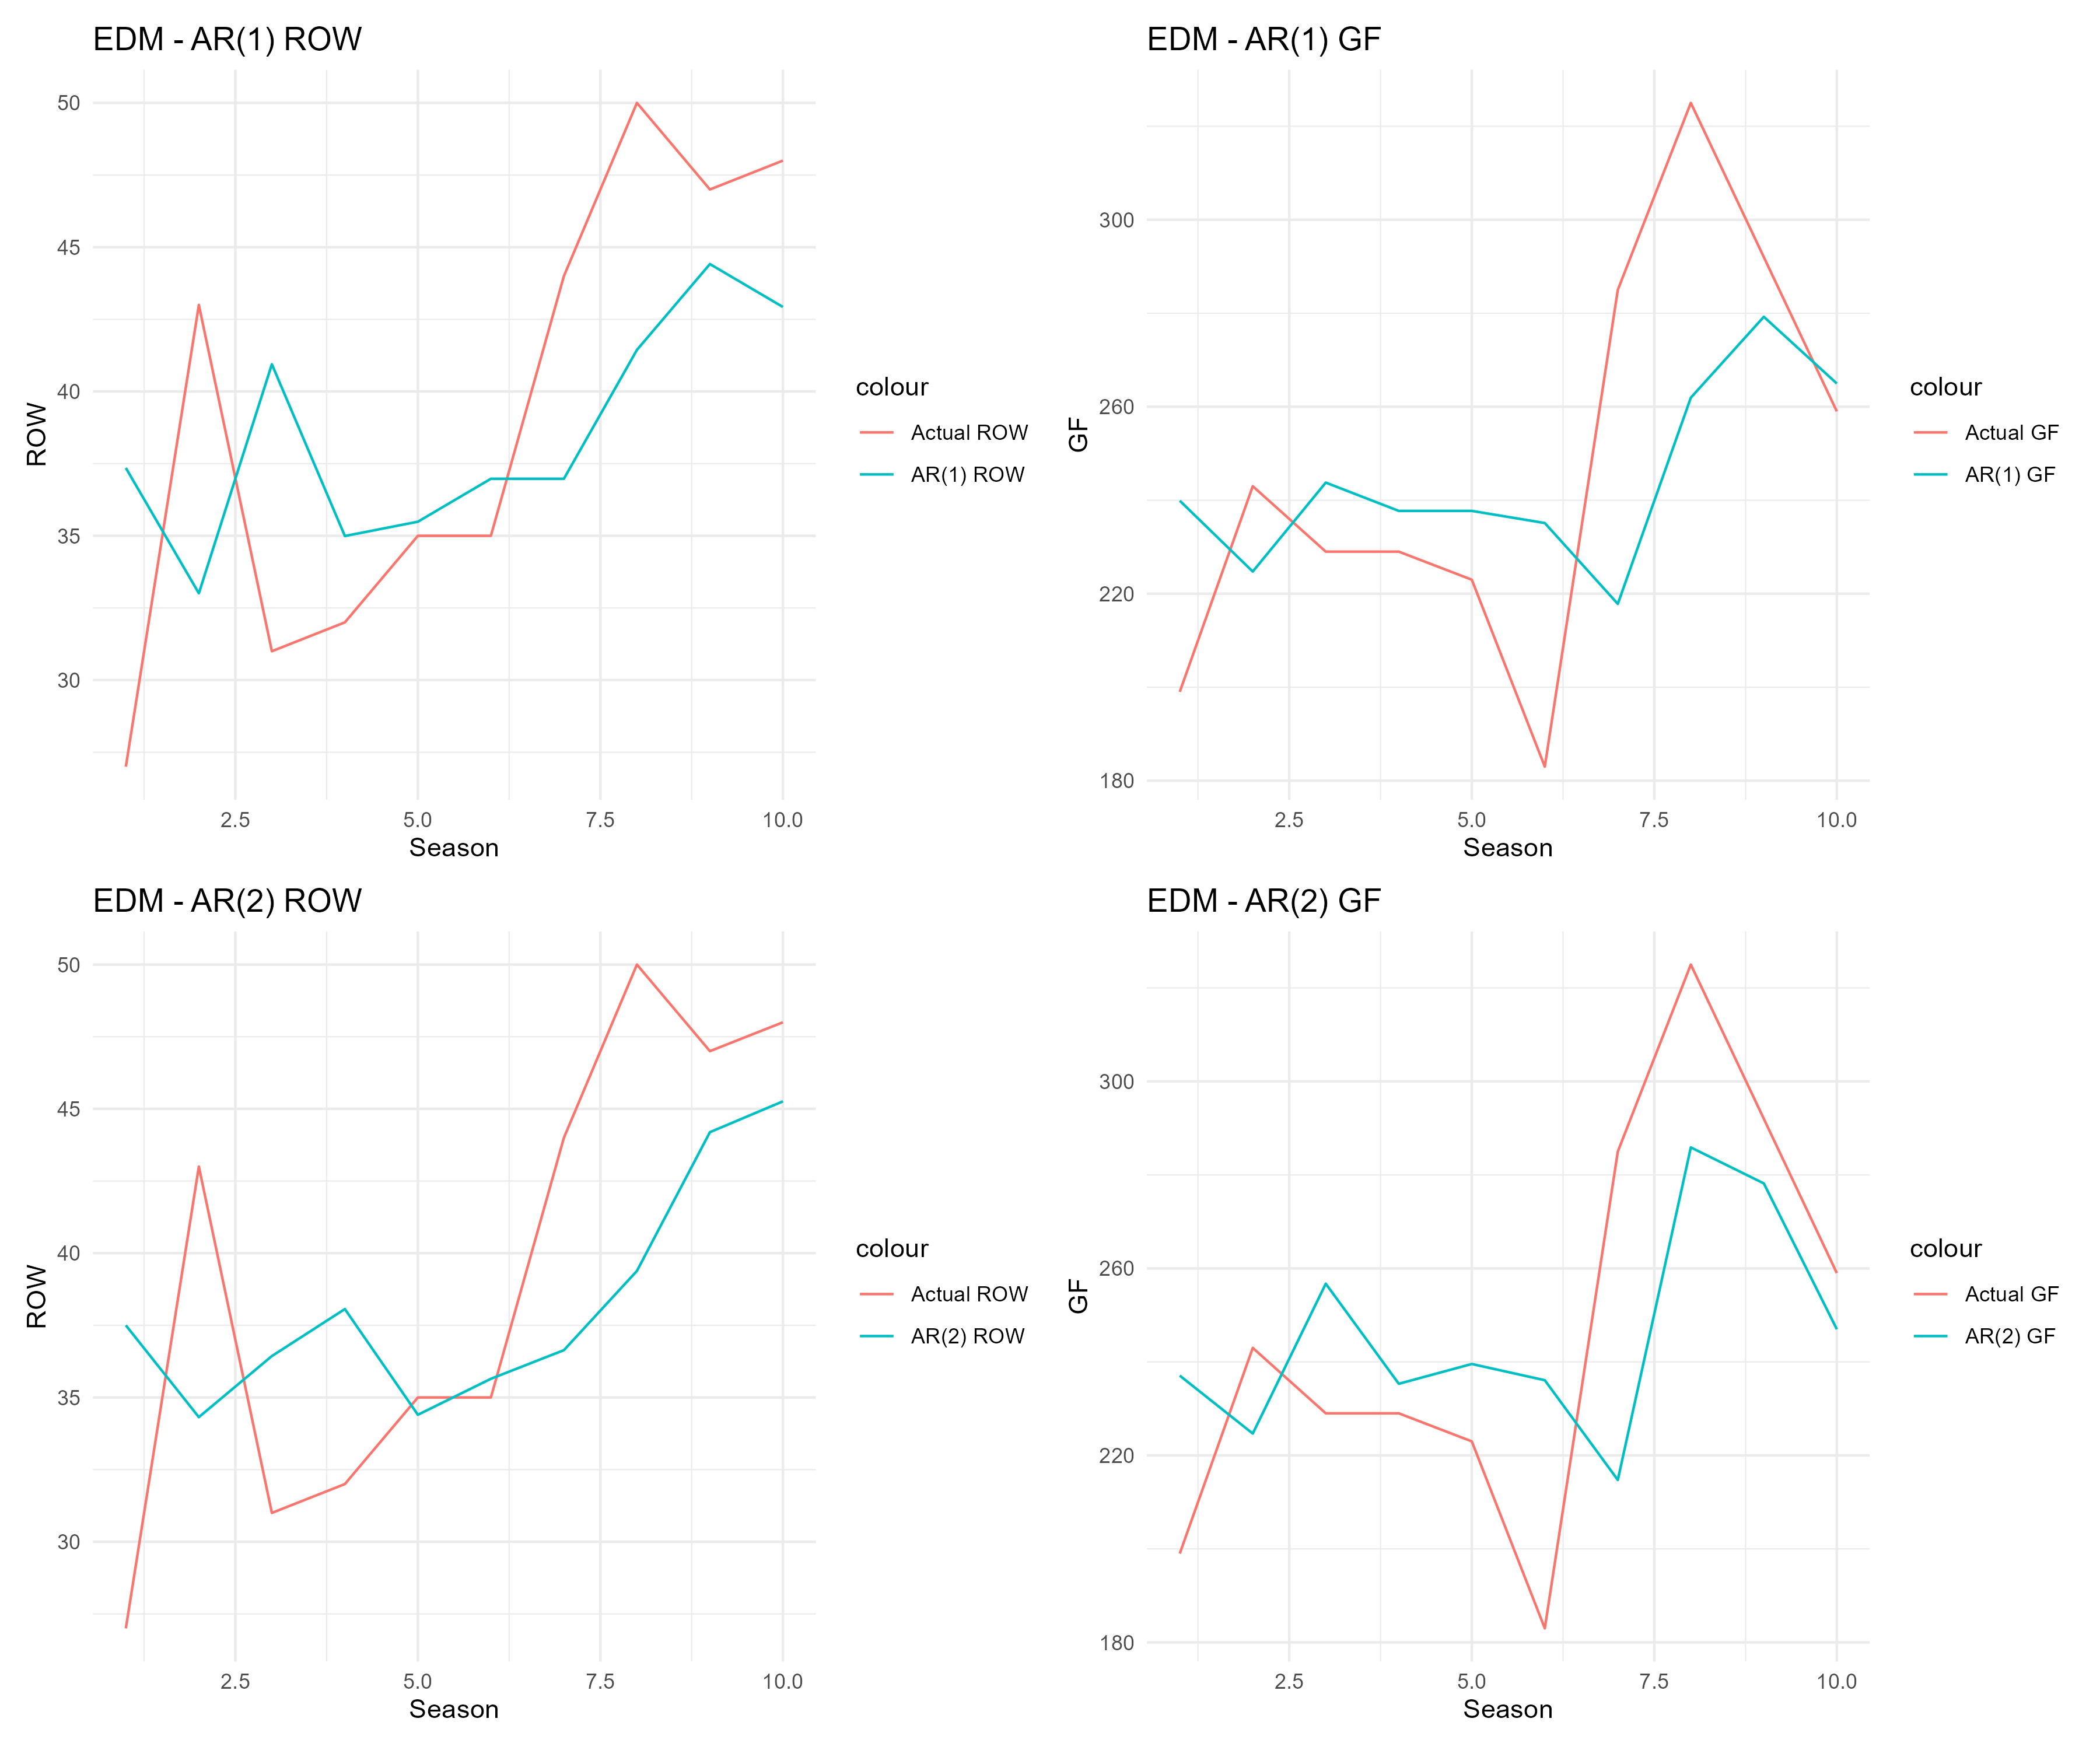 EDM - AR(1) ROW
50
45
40
35
30
ROW
2.5 5.0 7.5 10.0
Season
colour
Actual ROW
AR(1) ROW
EDM - AR(1) GF
300
260
220
180
GF
2.5 5.0 7.5 10.0
Season
colour
Actual GF
AR(1) GF
EDM - AR(2) ROW
50
45
40
35
30
ROW
2.5 5.0 7.5 10.0
Season
colour
Actual ROW
AR(2) ROW
EDM - AR(2) GF
300
260
220
180
GF
2.5 5.0 7.5 10.0
Season
colour
Actual GF
AR(2) GF